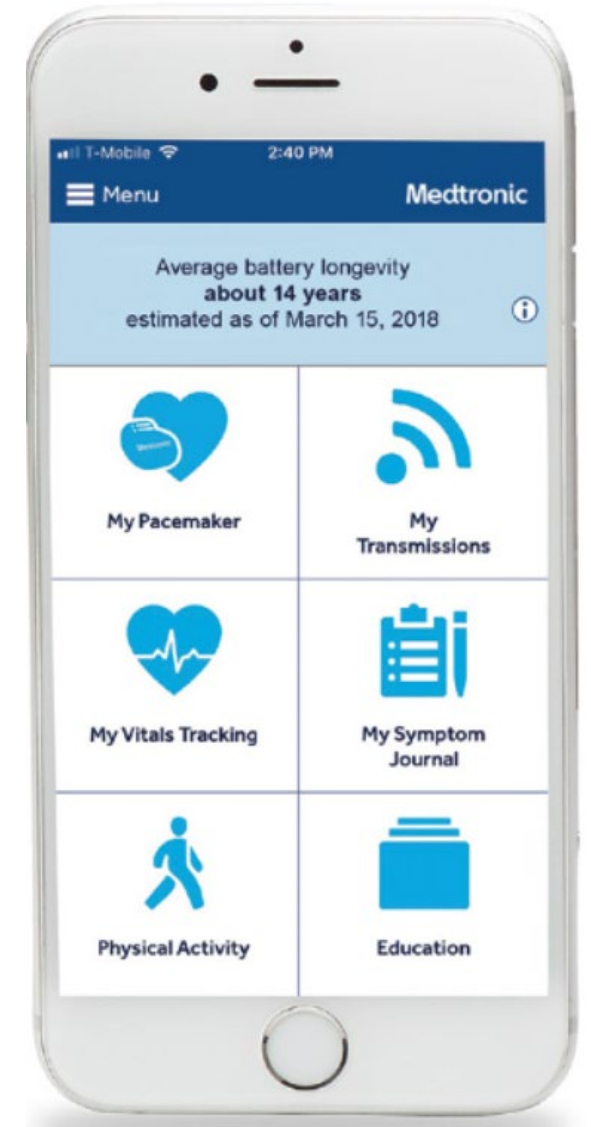 T-Mobile 2:40 PM
Menu Medtronic
Average battery longevity
about 14 years
estimated as of March 15, 2018
My Pacemaker
My
Transmissions
My Vitals Tracking
My Symptom
Journal
Physical Activity
Education